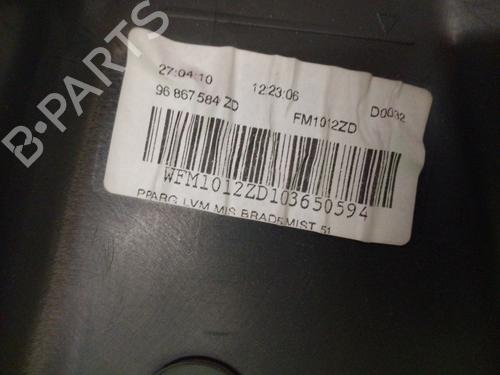 B-PARTS
27:04:10 12:23:06 D0032
96 867 584 ZD FM1012ZD
WFM1012ZD103650594
PPARG LVM MIS BRADEMIST 51